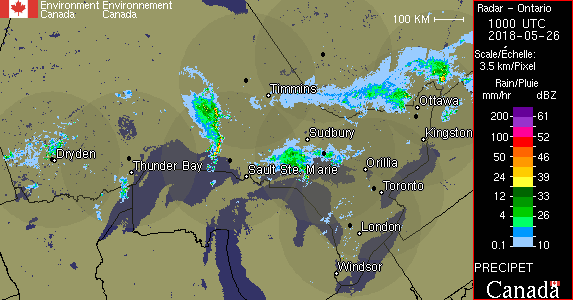 Environment Environnement
Canada Canada
100 KM
Timmins
Ottawa
Sudbury
Kingston
Dryden
Thunder Bay
Sault Ste. Marie
Orillia
Toronto
London
Windsor
Radar - Ontario
1000 UTC
2018-05-26
Scale/Échelle:
3.5 km/Pixel
Rain/Pluie
mm/hr dBZ
200 61
100 52
50 46
24 39
12 33
4 26
0.1 10
PRECIPET
Canada